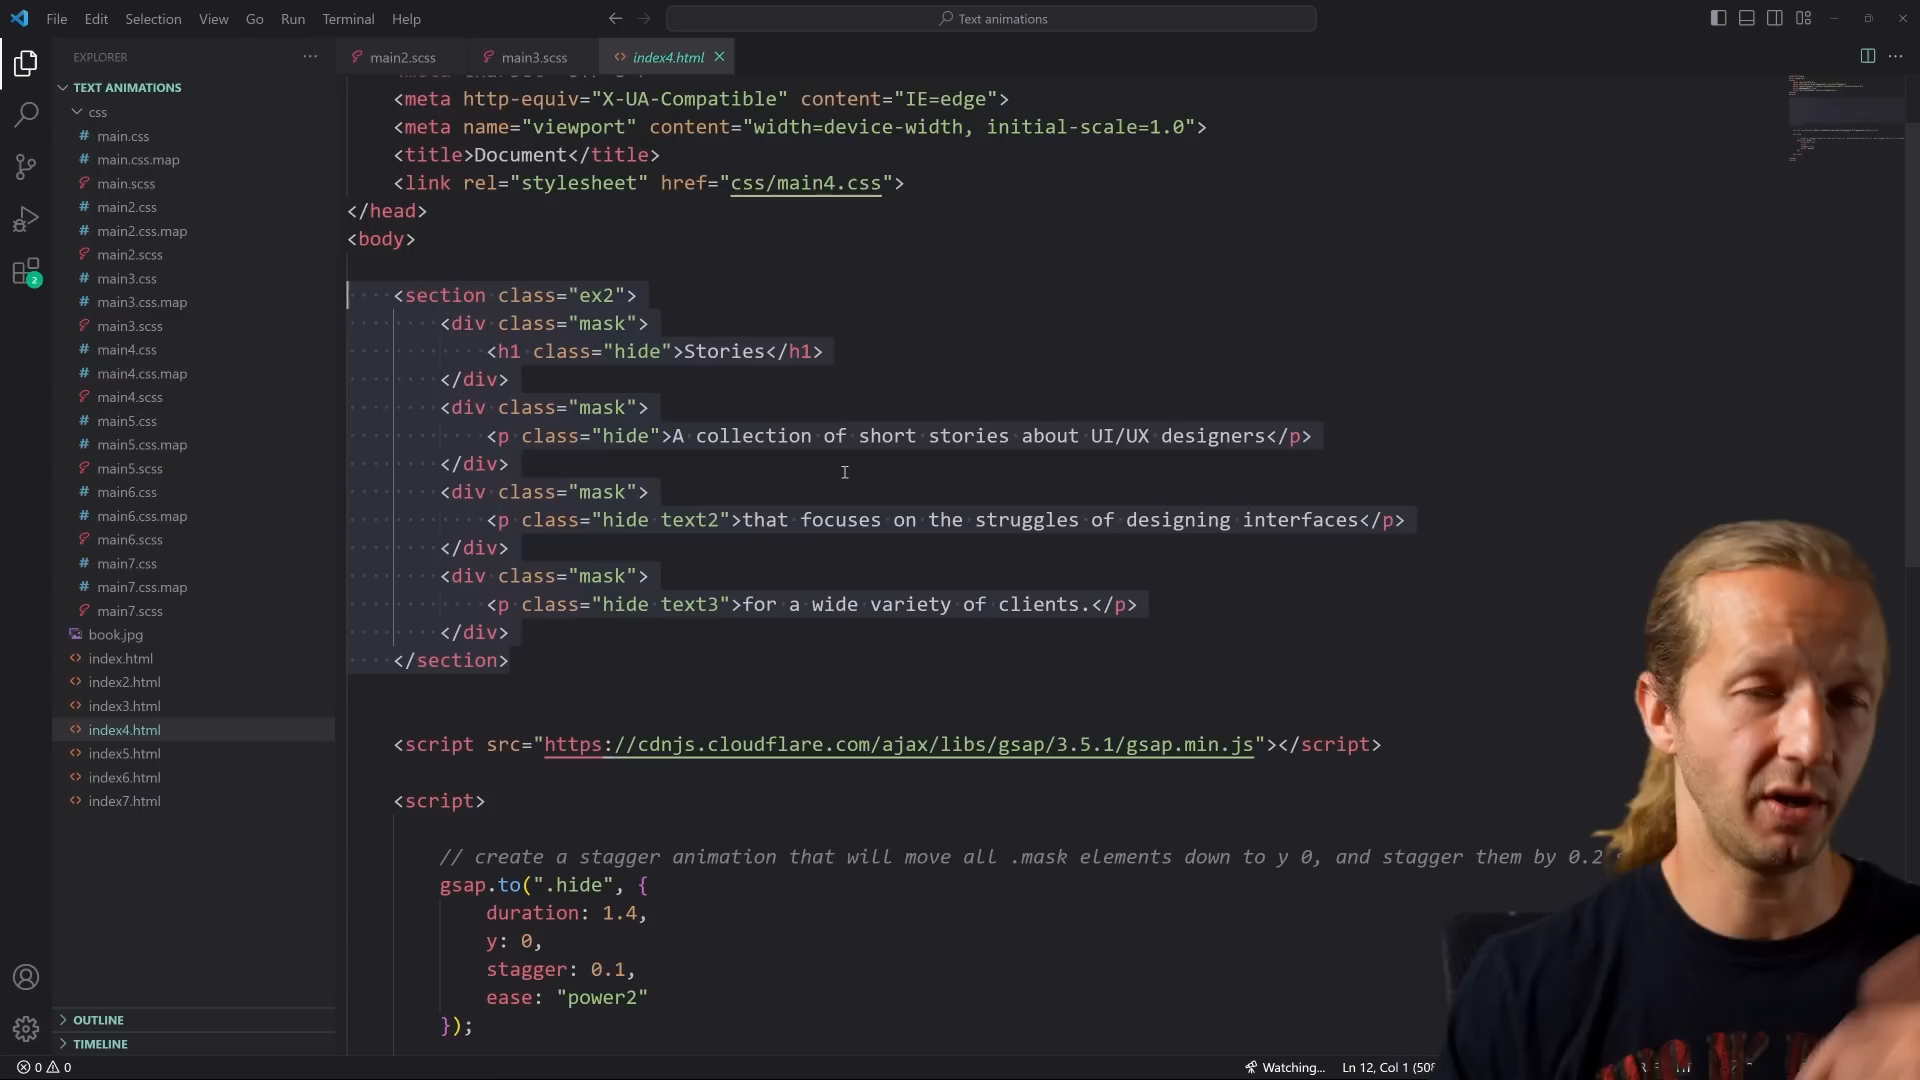 File Edit Selection View Go Run Terminal Help
Text animations
EXPLORER
TEXT ANIMATIONS
css
main.css
main.css.map
main.scss
main2.css
main2.css.map
main2.scss
main3.css
main3.css.map
main3.scss
main4.css
main4.css.map
main4.scss
main5.css
main5.css.map
main5.scss
main6.css
main6.css.map
main6.scss
main7.css
main7.css.map
main7.scss
book.jpg
index.html
index2.html
index3.html
index4.html
index5.html
index6.html
index7.html
OUTLINE
TIMELINE
2
main2.scss main3.scss index4.html
<meta http-equiv="X-UA-Compatible" content="IE=edge">
<meta name="viewport" content="width=device-width, initial-scale=1.0">
<title>Document</title>
<link rel="stylesheet" href="css/main4.css">
</head>
<body>
<section class="ex2">
<div class="mask">
<h1 class="hide">Stories</h1>
</div>
<div class="mask">
<p class="hide">A collection of short stories about UI/UX designers</p>
</div>
<div class="mask">
<p class="hide text2">that focuses on the struggles of designing interfaces</p>
</div>
<div class="mask">
<p class="hide text3">for a wide variety of clients.</p>
</div>
</section>
<script src="https://cdnjs.cloudflare.com/ajax/libs/gsap/3.5.1/gsap.min.js"></script>
<script>
// create a stagger animation that will move all .mask elements down to y 0, and stagger them by 0.2
gsap.to(".hide", {
duration: 1.4,
y: 0,
stagger: 0.1,
ease: "power2"
});
0 0
Watching... Ln 12, Col 1